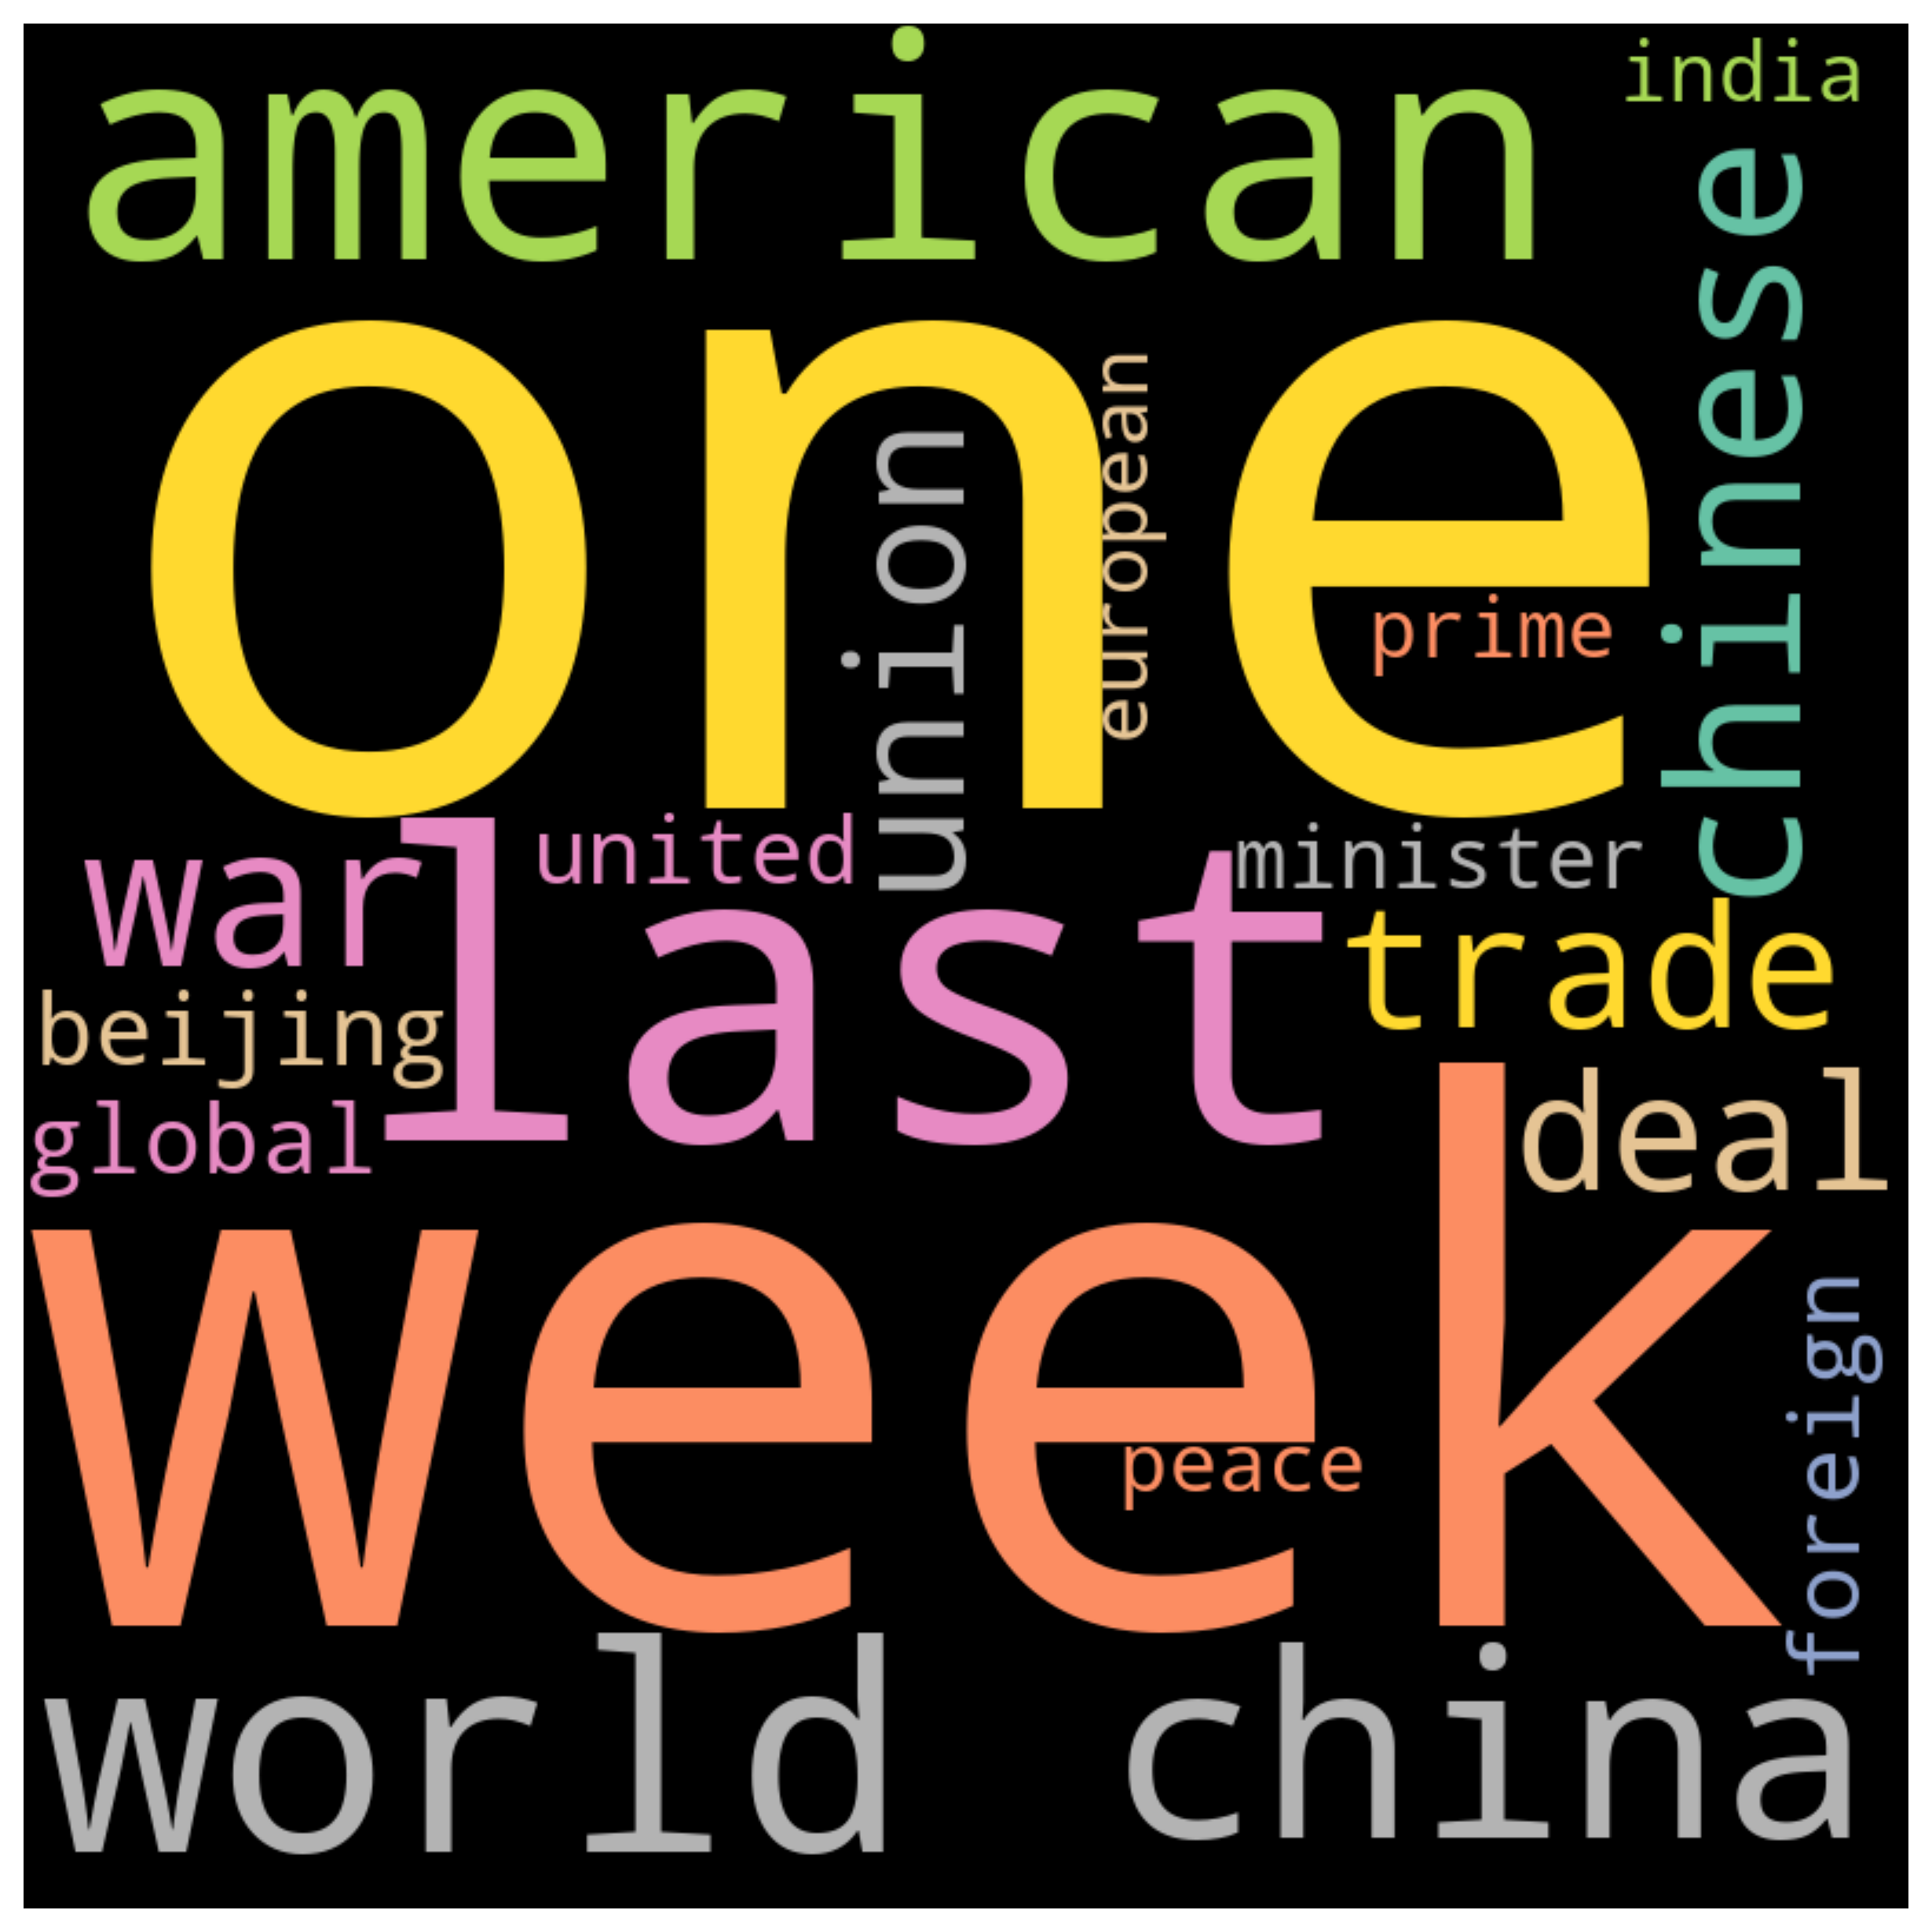 american
india
chinese
one
union
european
prime
war
united
minister
last
trade
beijing
global
deal
week
peace
foreign
world
china